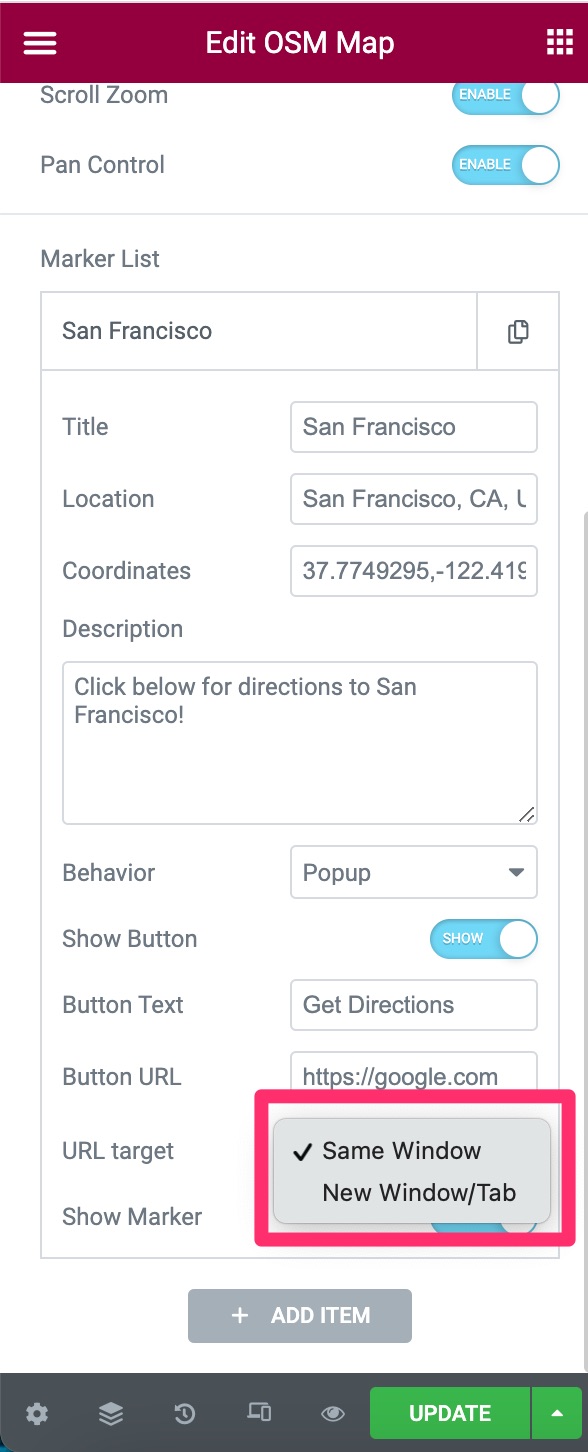 Edit OSM Map
Scroll Zoom
ENABLE
Pan Control
ENABLE
Marker List
San Francisco
Title
San Francisco
Location
San Francisco, CA, U
Coordinates
37.7749295,-122.419
Description
Click below for directions to San
Francisco!
Behavior
Popup
Show Button
SHOW
Button Text
Get Directions
Button URL
https://google.com
URL target
✓ Same Window
New Window/Tab
Show Marker
+ ADD ITEM
UPDATE